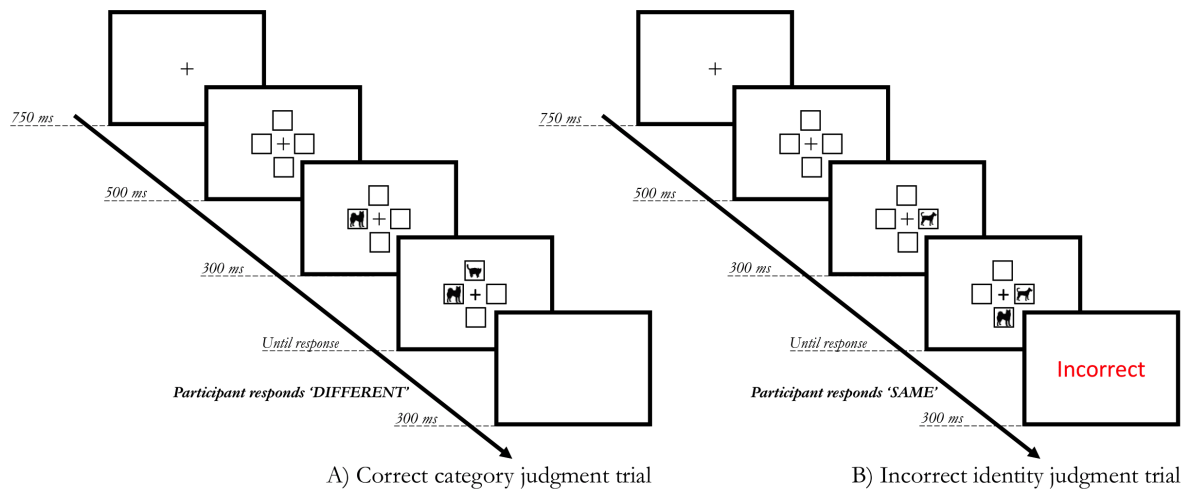 750 ms
500 ms
300 ms
Until response
Participant responds ‘DIFFERENT’
300 ms
A) Correct category judgment trial
750 ms
500 ms
300 ms
Until response
Participant responds ‘SAME’
300 ms
Incorrect
B) Incorrect identity judgment trial